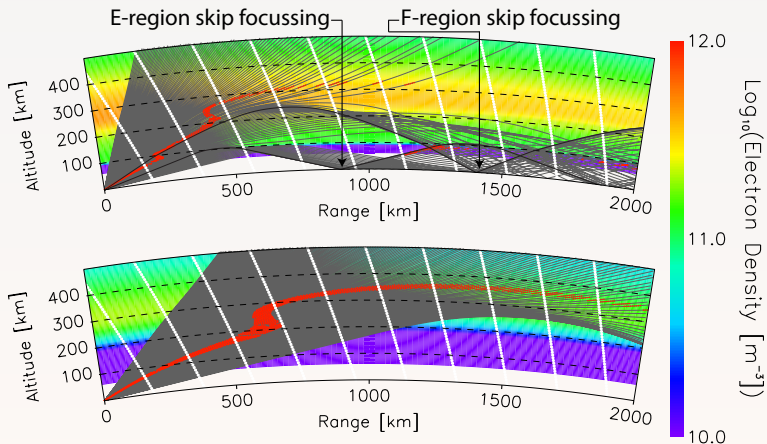 E-region skip focussing F-region skip focussing
12.0
400
300
200
100
Altitude [km]
0 500 1000 1500 2000
Range [km]
11.0
Log₁₀(Electron Density [m⁻³])
400
300
200
100
Altitude [km]
0 500 1000 1500 2000
Range [km]
10.0